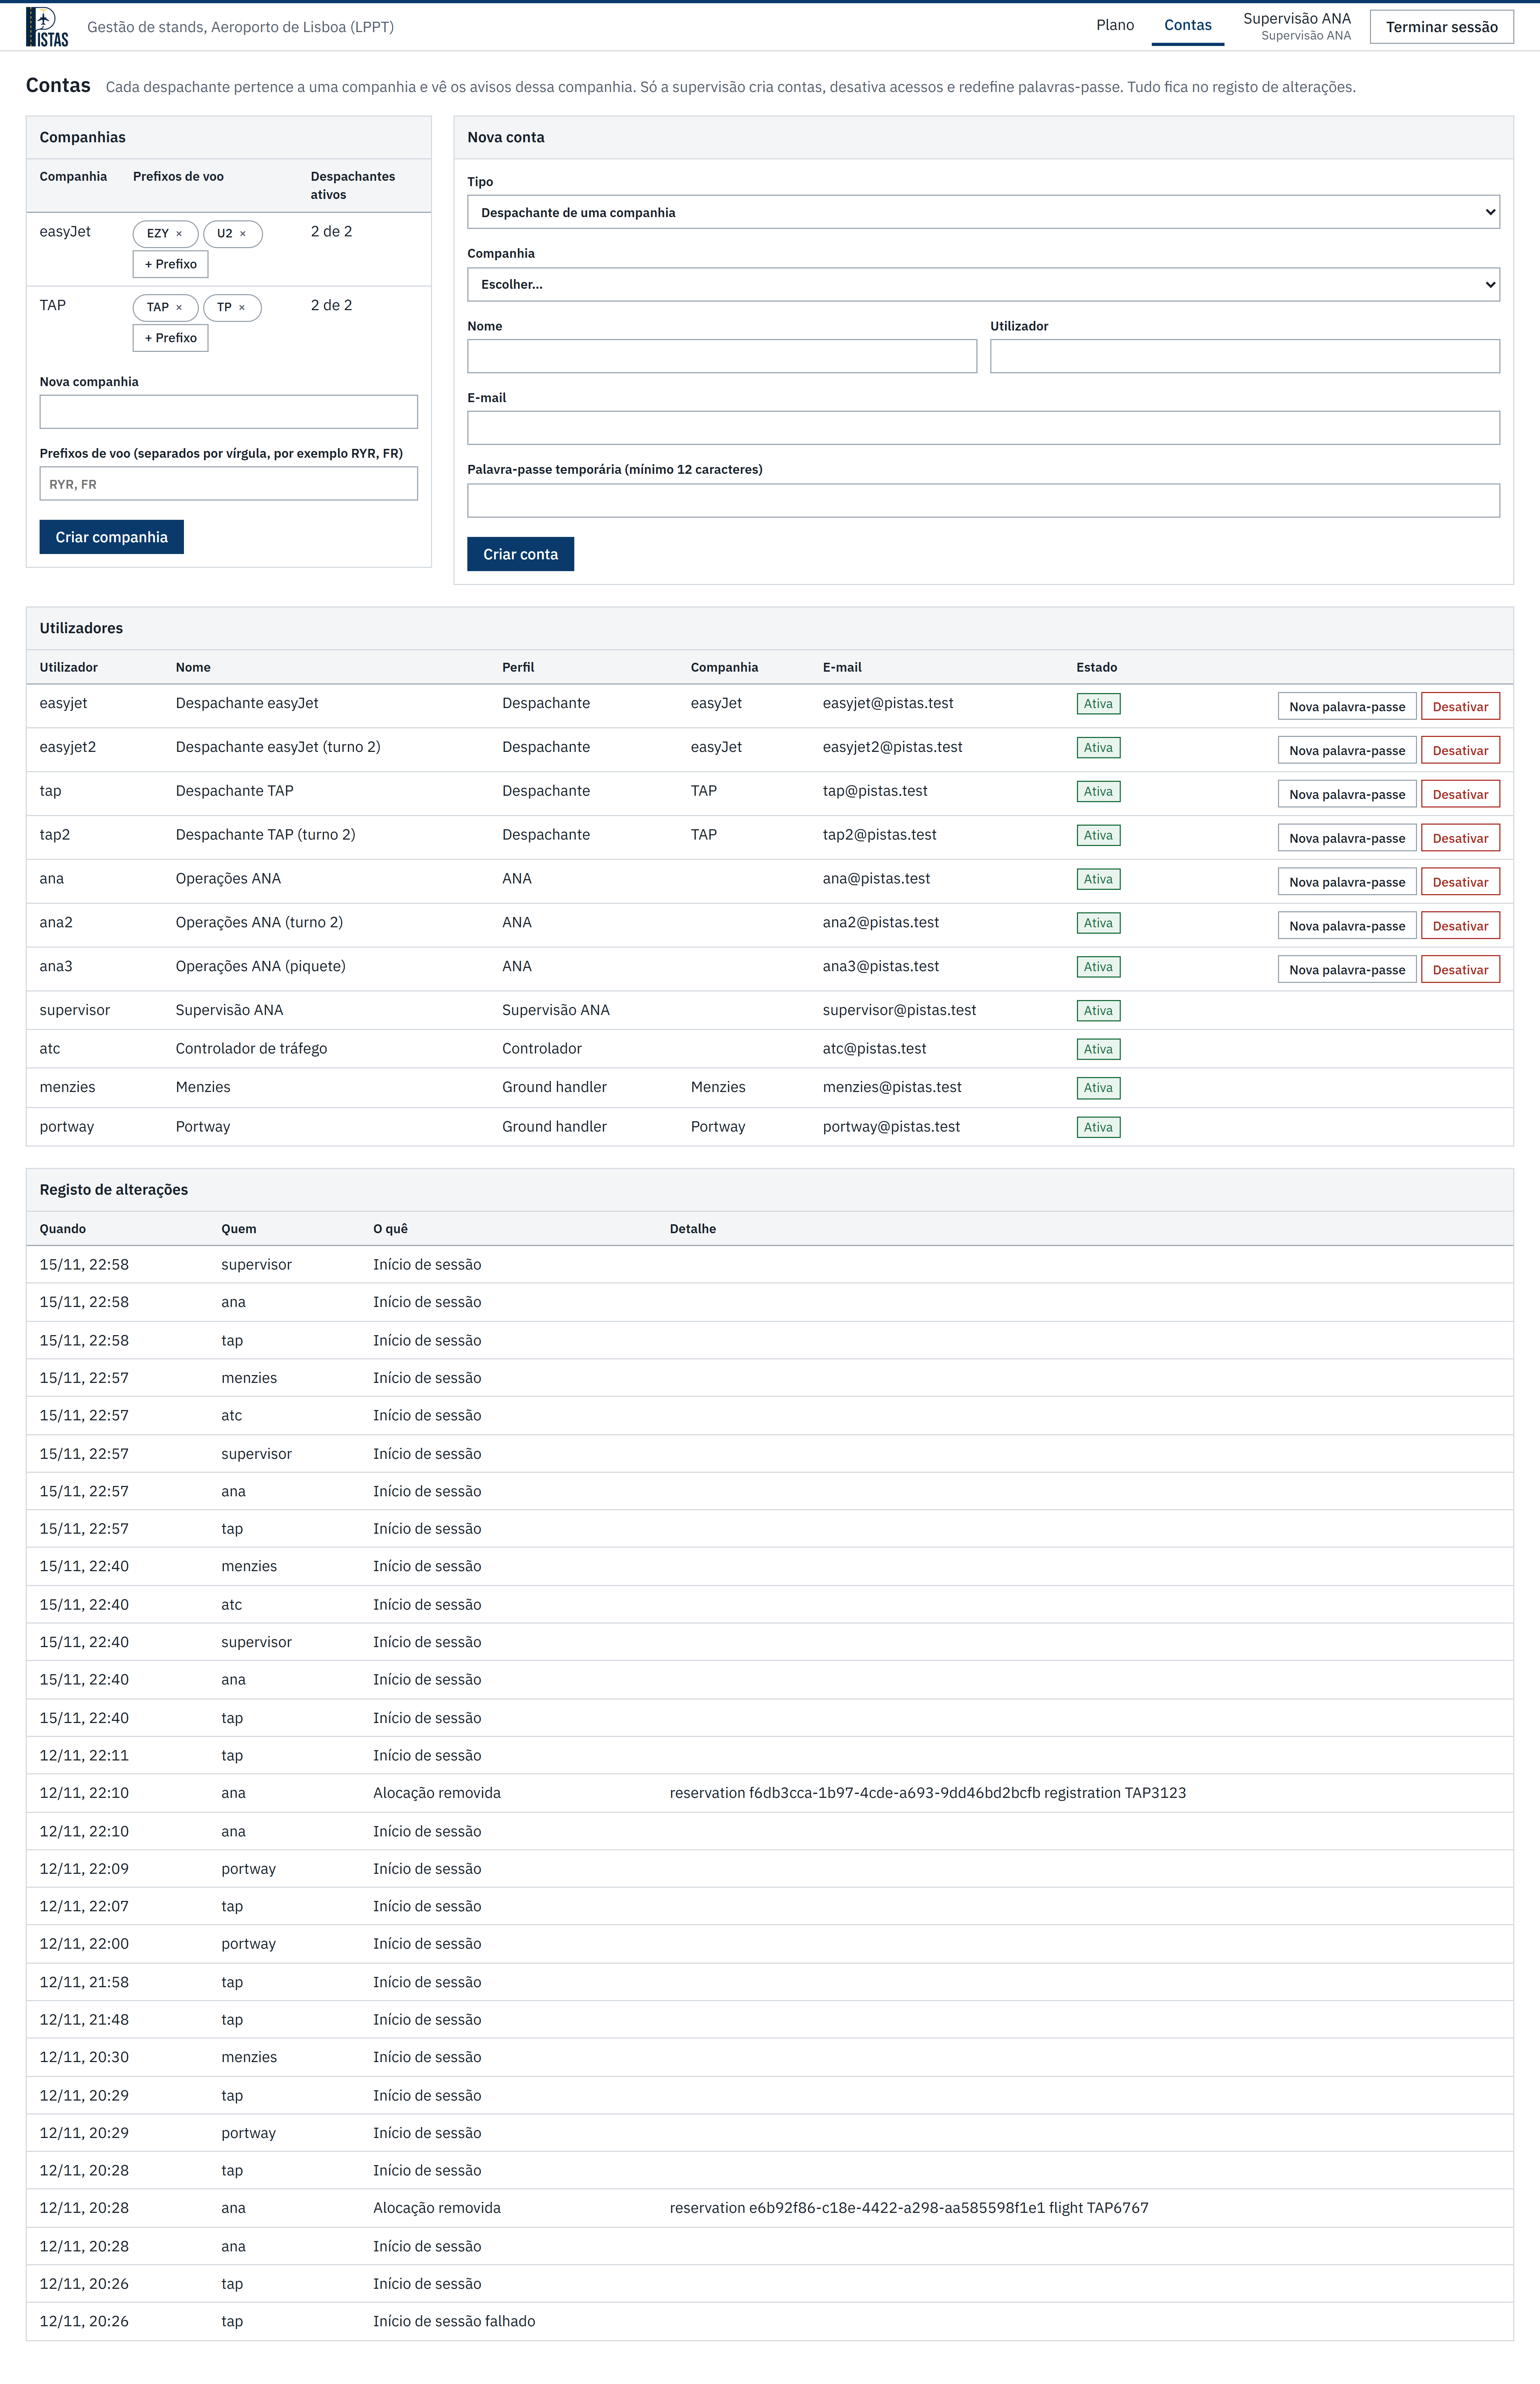 PISTAS
Gestão de stands, Aeroporto de Lisboa (LPPT)
Plano
Contas
Supervisão ANA
Supervisão ANA
Terminar sessão
Contas
Cada despachante pertence a uma companhia e vê os avisos dessa companhia. Só a supervisão cria contas, desativa acessos e redefine palavras-passe. Tudo fica no registo de alterações.
Companhias
Companhia Prefixos de voo Despachantes ativos
easyJet EZY × U2 × 2 de 2
+ Prefixo
TAP TAP × TP × 2 de 2
+ Prefixo
Nova companhia
Prefixos de voo (separados por vírgula, por exemplo RYR, FR)
RYR, FR
Criar companhia
Nova conta
Tipo
Despachante de uma companhia
Companhia
Escolher...
Nome Utilizador
E-mail
Palavra-passe temporária (mínimo 12 caracteres)
Criar conta
Utilizadores
Utilizador Nome Perfil Companhia E-mail Estado
easyjet Despachante easyJet Despachante easyJet easyjet@pistas.test Ativa Nova palavra-passe Desativar
easyjet2 Despachante easyJet (turno 2) Despachante easyJet easyjet2@pistas.test Ativa Nova palavra-passe Desativar
tap Despachante TAP Despachante TAP tap@pistas.test Ativa Nova palavra-passe Desativar
tap2 Despachante TAP (turno 2) Despachante TAP tap2@pistas.test Ativa Nova palavra-passe Desativar
ana Operações ANA ANA ana@pistas.test Ativa Nova palavra-passe Desativar
ana2 Operações ANA (turno 2) ANA ana2@pistas.test Ativa Nova palavra-passe Desativar
ana3 Operações ANA (piquete) ANA ana3@pistas.test Ativa Nova palavra-passe Desativar
supervisor Supervisão ANA Supervisão ANA supervisor@pistas.test Ativa
atc Controlador de tráfego Controlador atc@pistas.test Ativa
menzies Menzies Ground handler Menzies menzies@pistas.test Ativa
portway Portway Ground handler Portway portway@pistas.test Ativa
Registo de alterações
Quando Quem O quê Detalhe
15/11, 22:58 supervisor Início de sessão
15/11, 22:58 ana Início de sessão
15/11, 22:58 tap Início de sessão
15/11, 22:57 menzies Início de sessão
15/11, 22:57 atc Início de sessão
15/11, 22:57 supervisor Início de sessão
15/11, 22:57 ana Início de sessão
15/11, 22:57 tap Início de sessão
15/11, 22:40 menzies Início de sessão
15/11, 22:40 atc Início de sessão
15/11, 22:40 supervisor Início de sessão
15/11, 22:40 ana Início de sessão
15/11, 22:40 tap Início de sessão
12/11, 22:11 tap Início de sessão
12/11, 22:10 ana Alocação removida reservation f6db3cca-1b97-4cde-a693-9dd46bd2bcfb registration TAP3123
12/11, 22:10 ana Início de sessão
12/11, 22:09 portway Início de sessão
12/11, 22:07 tap Início de sessão
12/11, 22:00 portway Início de sessão
12/11, 21:58 tap Início de sessão
12/11, 21:48 tap Início de sessão
12/11, 20:30 menzies Início de sessão
12/11, 20:29 tap Início de sessão
12/11, 20:29 portway Início de sessão
12/11, 20:28 tap Início de sessão
12/11, 20:28 ana Alocação removida reservation e6b92f86-c18e-4422-a298-aa585598f1e1 flight TAP6767
12/11, 20:28 ana Início de sessão
12/11, 20:26 tap Início de sessão
12/11, 20:26 tap Início de sessão falhado